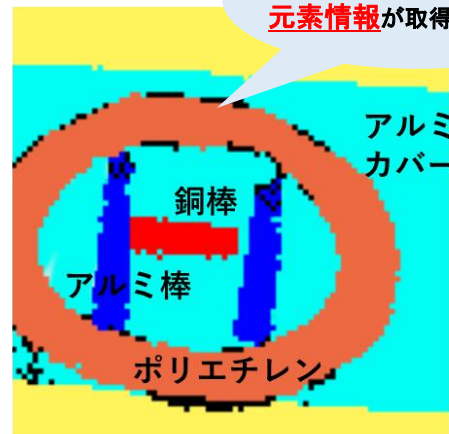 元素情報が取得
アルミ
カバー
銅棒
アルミ棒
ポリエチレン